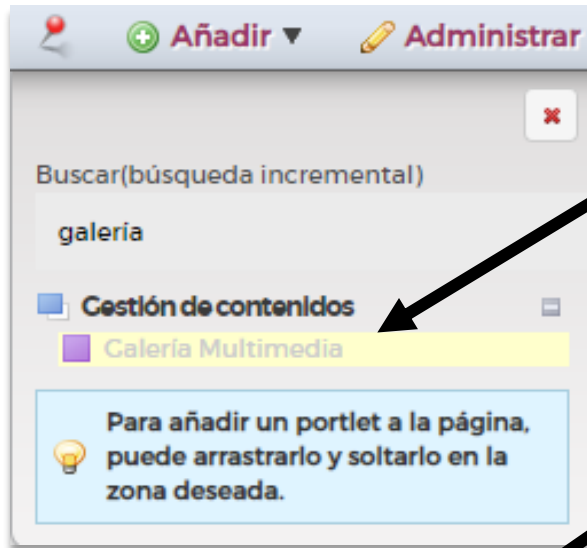 Añadir ▼ Administrar
Buscar(búsqueda incremental)
galería
Gestión de contenidos
Galería Multimedia
Para añadir un portlet a la página,
puede arrastrarlo y soltarlo en la
zona deseada.